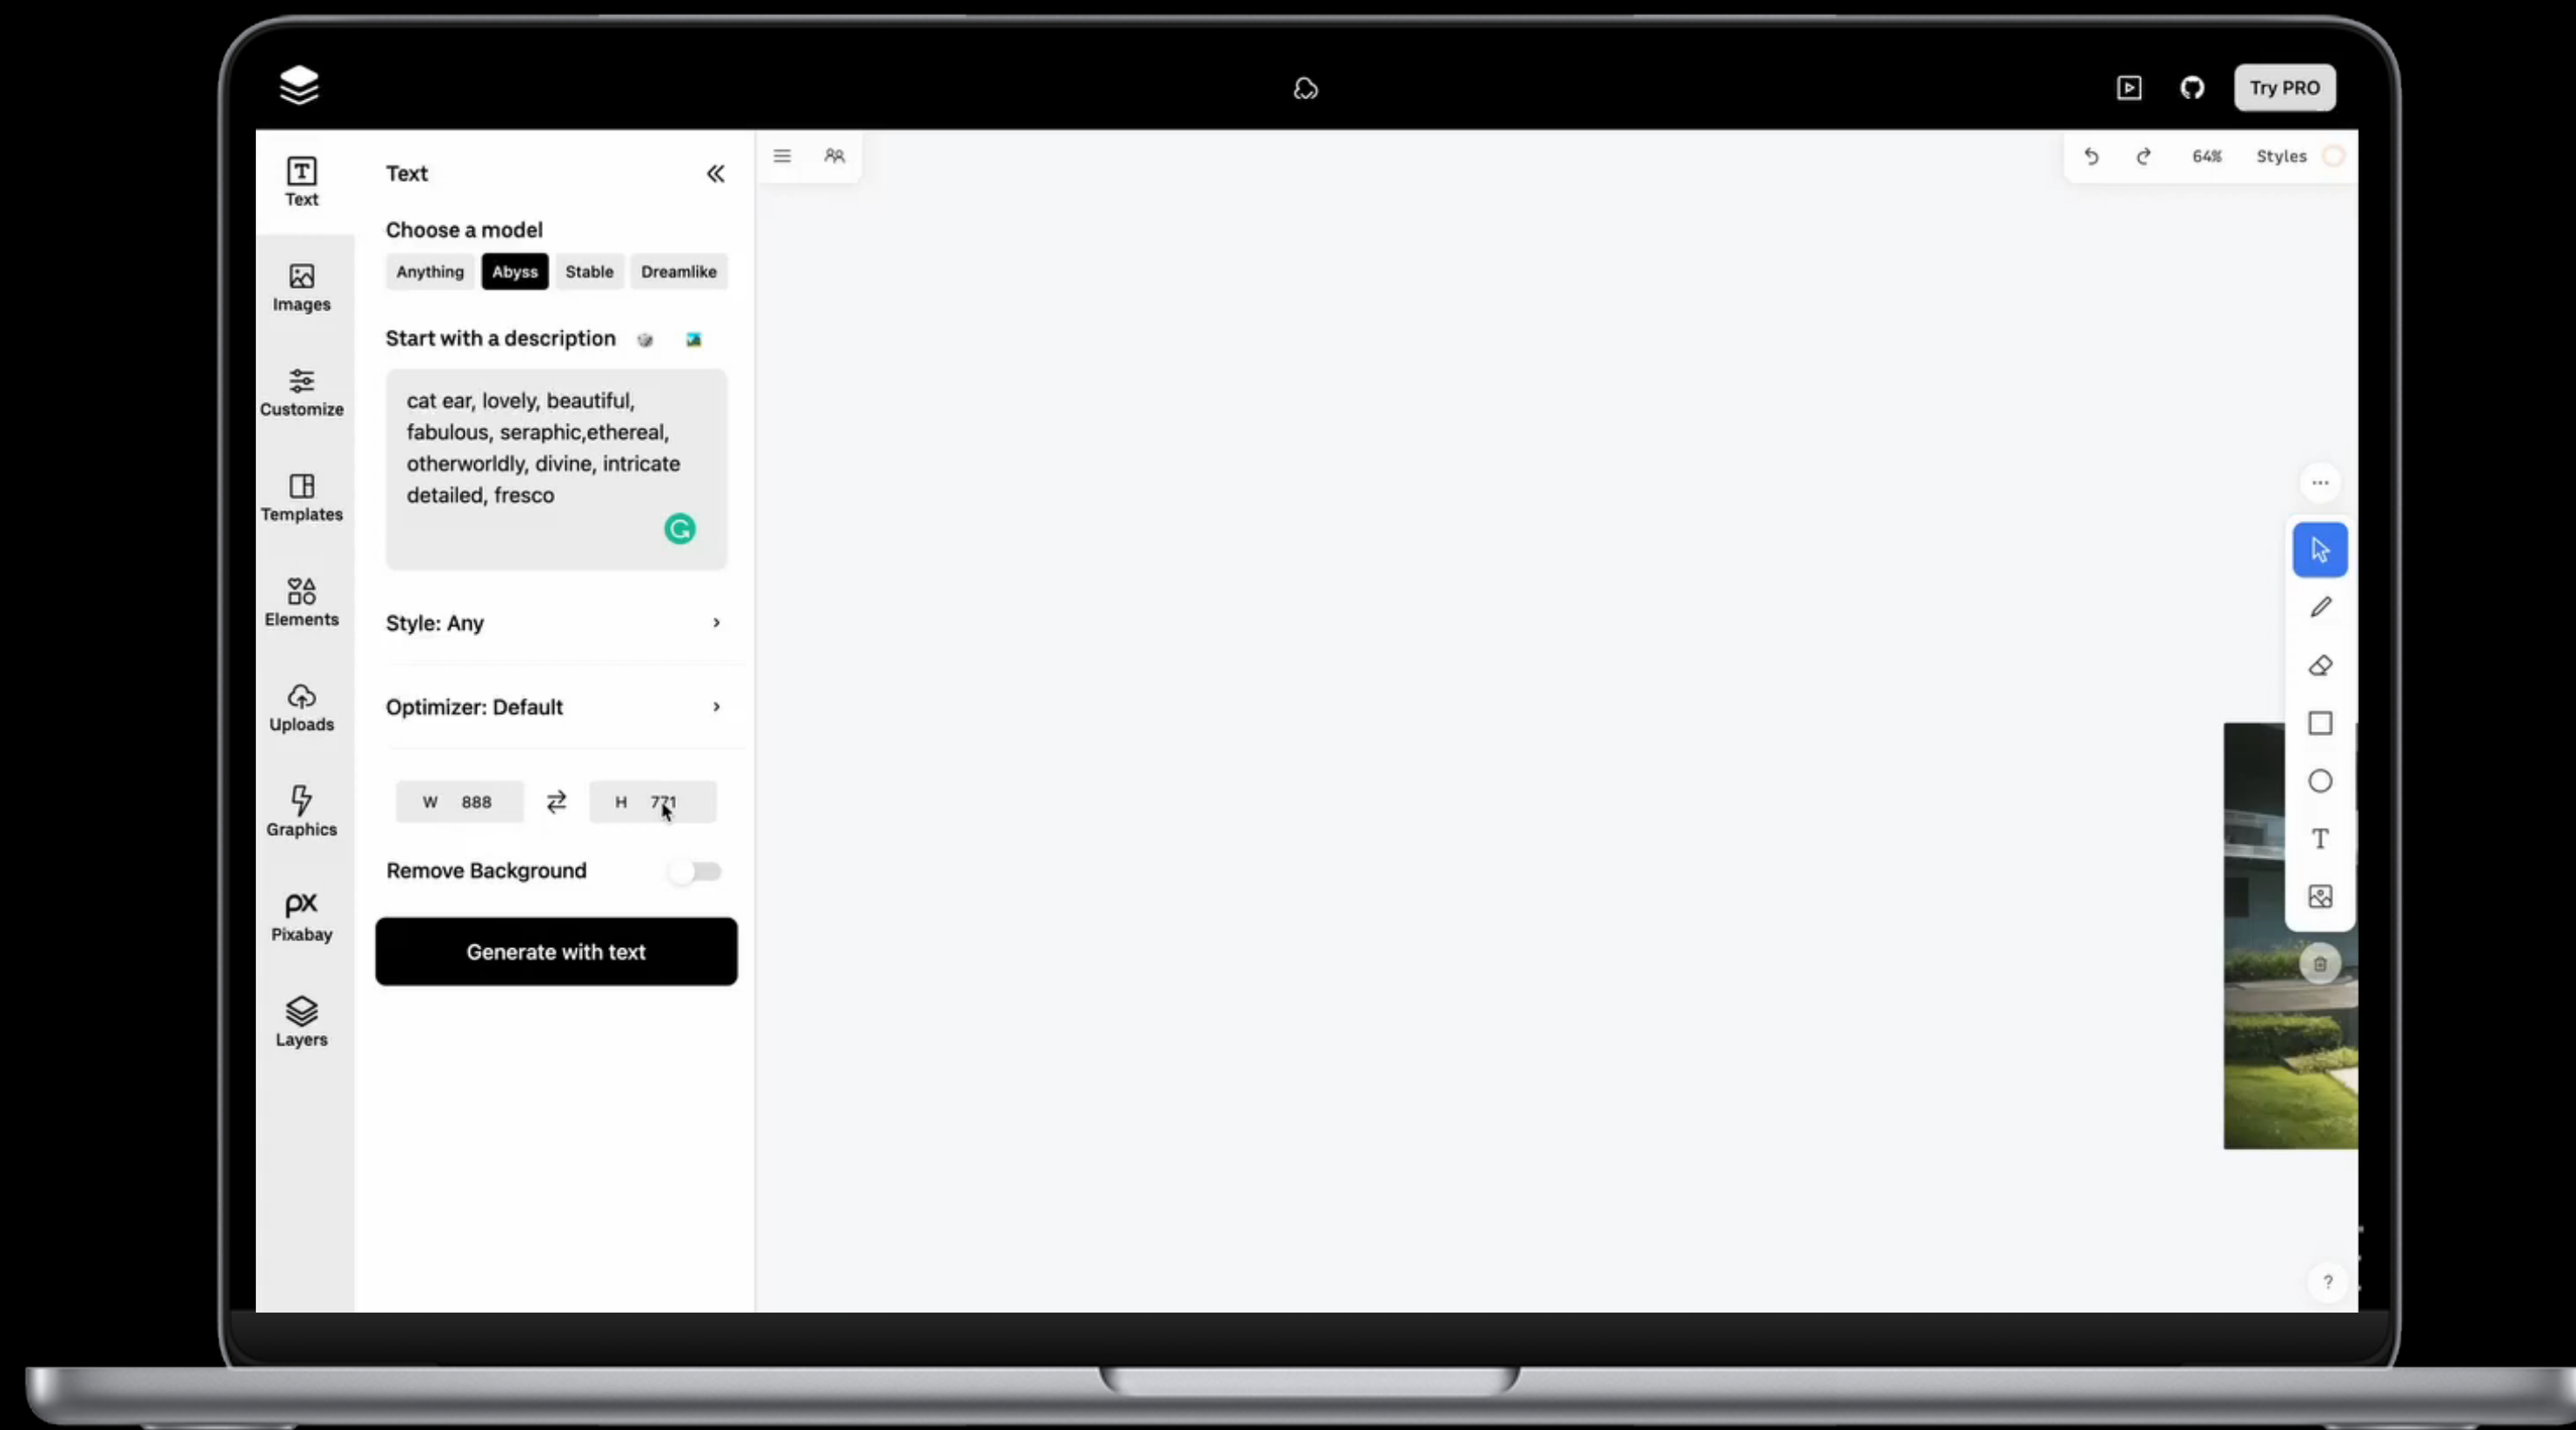 Try PRO
Text
Images
Customize
Templates
Elements
Uploads
Graphics
px
Pixabay
Layers
Text
Choose a model
Anything Abyss Stable Dreamlike
Start with a description
cat ear, lovely, beautiful,
fabulous, seraphic,ethereal,
otherworldly, divine, intricate
detailed, fresco
Style: Any
Optimizer: Default
W 888 H 771
Remove Background
Generate with text
64% Styles
T
?